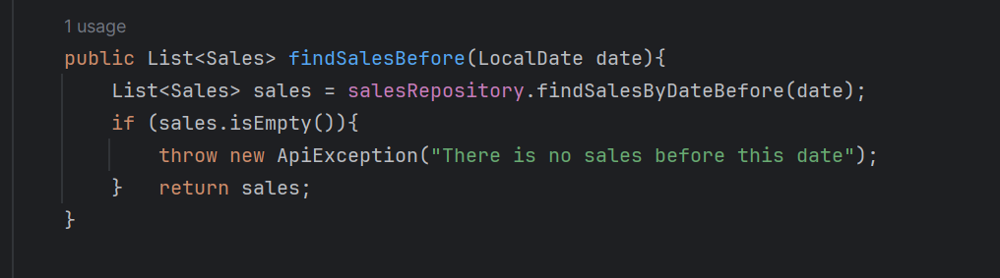 1 usage
public List<Sales> findSalesBefore(LocalDate date){
    List<Sales> sales = salesRepository.findSalesByDateBefore(date);
    if (sales.isEmpty()){
        throw new ApiException("There is no sales before this date");
    }   return sales;
}